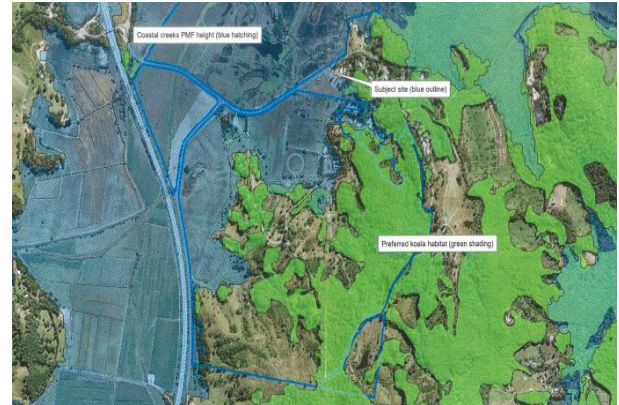 Coastal creeks PMF height (blue hatching)
Subject site (blue outline)
Preferred koala habitat (green shading)